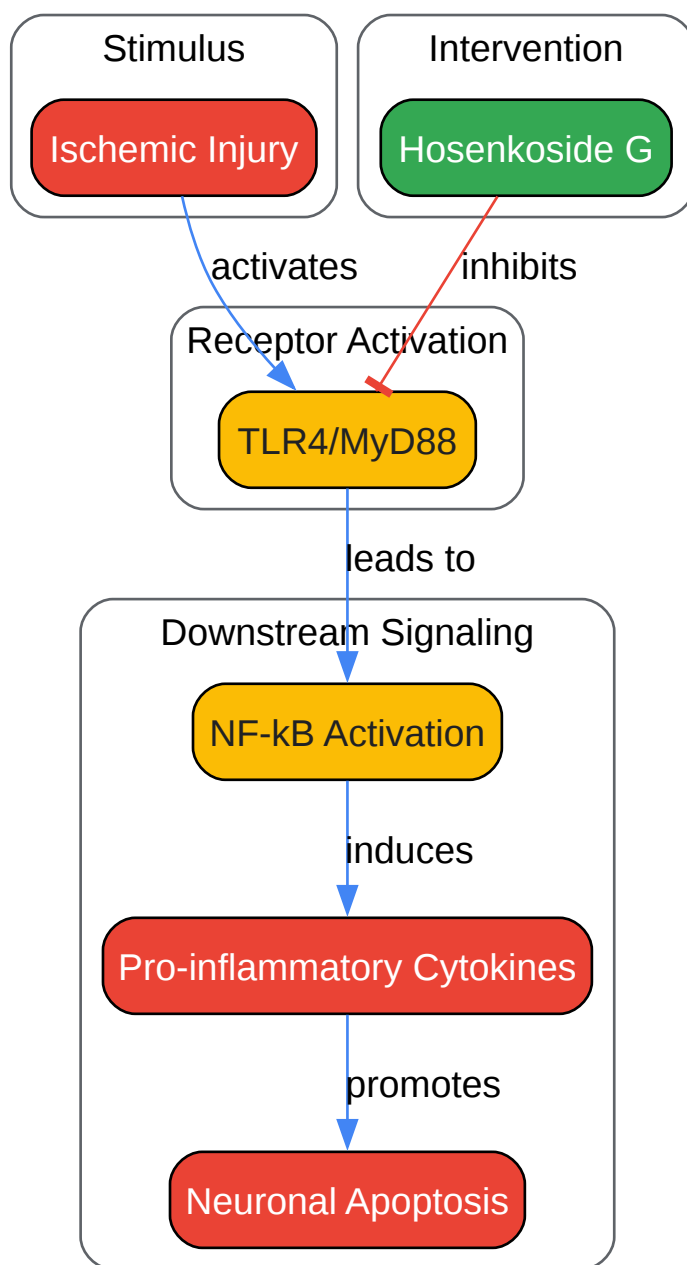 Stimulus
Intervention
Ischemic Injury
Hosenkoside G
activates
inhibits
Receptor Activation
TLR4/MyD88
leads to
Downstream Signaling
NF-kB Activation
induces
Pro-inflammatory Cytokines
promotes
Neuronal Apoptosis